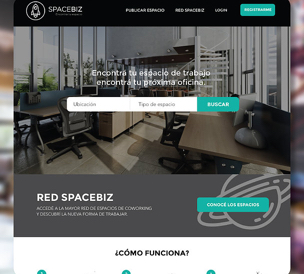 SPACEBIZ
PUBLICAR ESPACIO
RED SPACEBIZ
LOGIN
REGISTRARME
Encontrá tu espacio de trabajo
encontrá tu próxima oficina.
Ubicación
Tipo de espacio
BUSCAR
RED SPACEBIZ
ACCEDÉ A LA MAYOR RED DE ESPACIOS DE COWORKING
Y DESCUBRÍ LA NUEVA FORMA DE TRABAJAR.
CONOCÉ LOS ESPACIOS
¿CÓMO FUNCIONA?